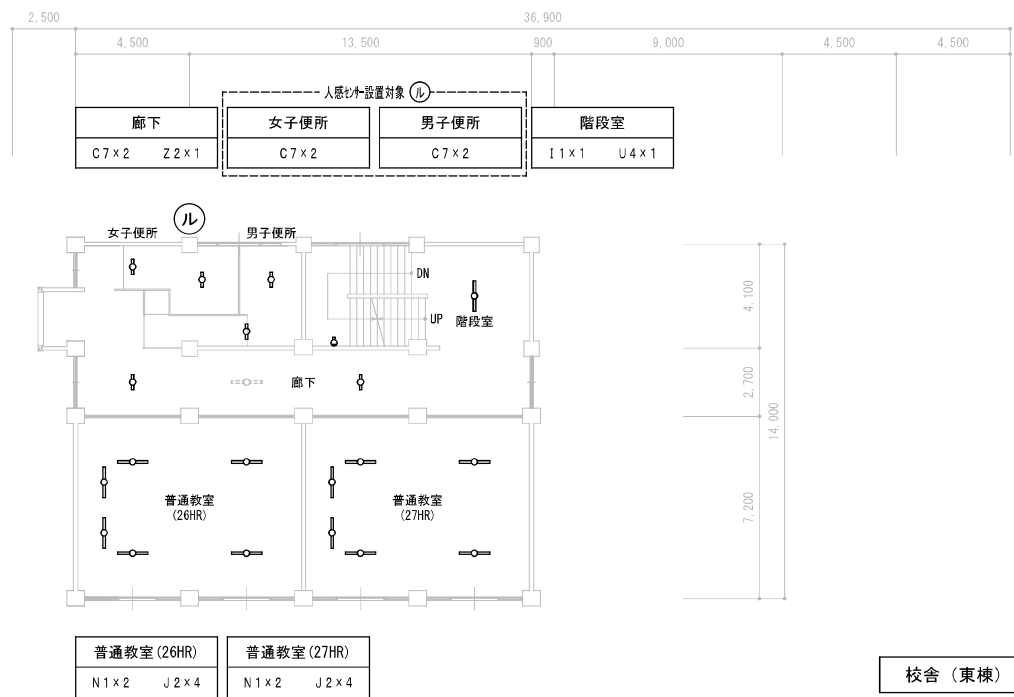 2,500
36,900
4,500
13,500
900
9,000
4,500
4,500
人感ｾﾝｻｰ設置対象 ル
廊下
C7×2 Z2×1
女子便所
C7×2
男子便所
C7×2
階段室
I1×1 U4×1
ル
女子便所
男子便所
DN
UP
階段室
廊下
4,100
2,700
14,000
7,200
普通教室
(26HR)
普通教室
(27HR)
普通教室(26HR)
N1×2 J2×4
普通教室(27HR)
N1×2 J2×4
校舎（東棟）